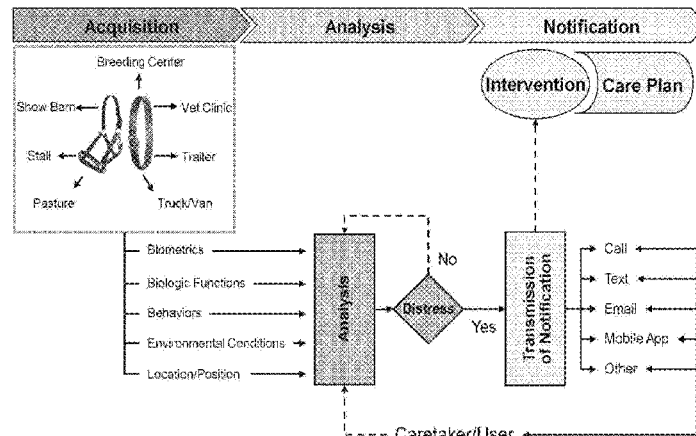 Acquisition
Analysis
Notification
Breeding Center
Show Barn
Vet Clinic
Stall
Trailer
Pasture
Truck/Van
Intervention
Care Plan
Biometrics
Biologic Functions
Behaviors
Environmental Conditions
Location/Position
Analysis
No
Distress
Yes
Transmission
of Notification
Call
Text
Email
Mobile App
Other
Caretaker/User